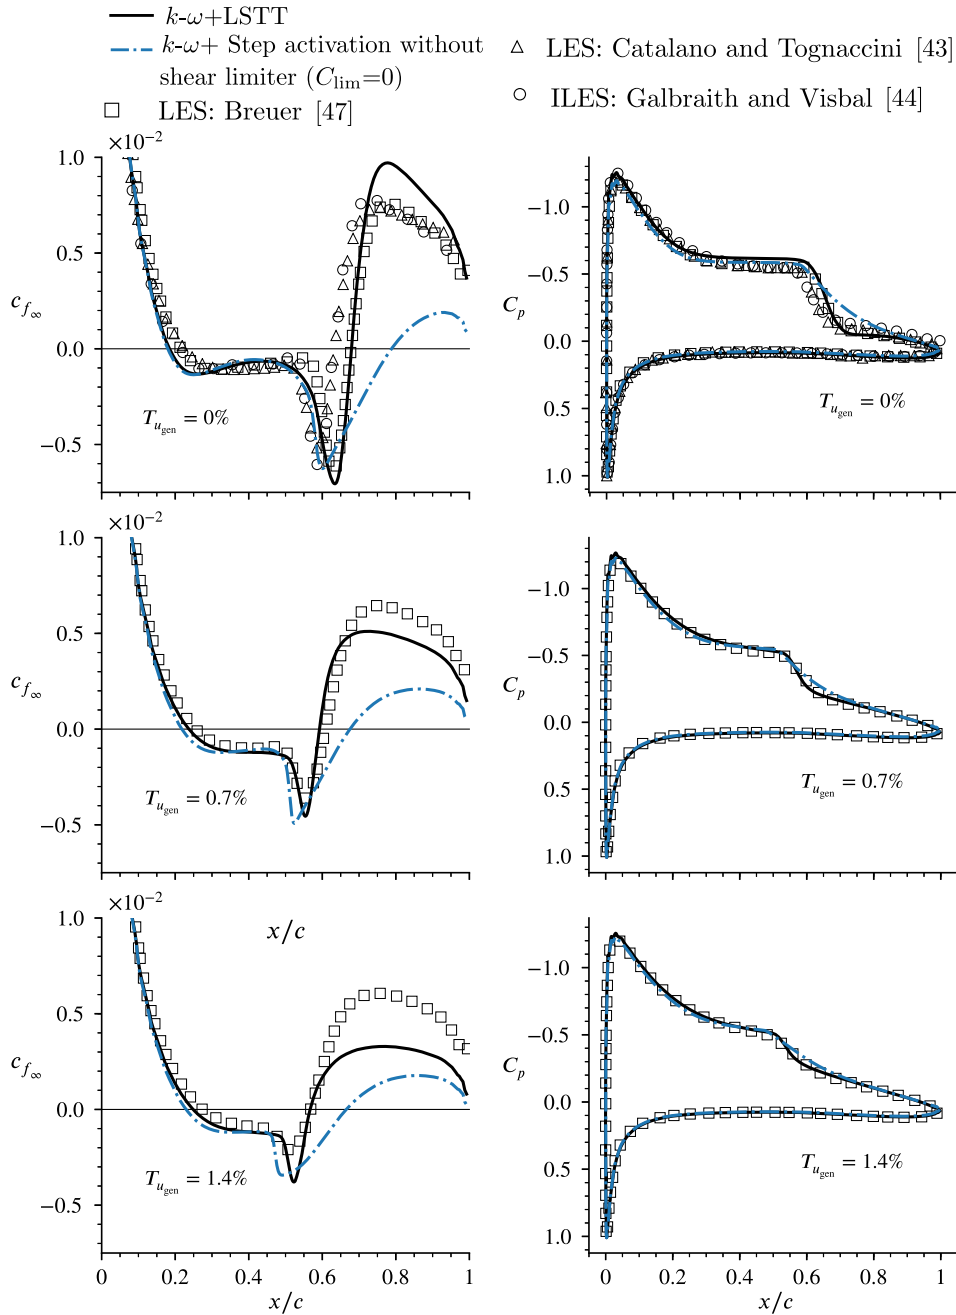 k-ω+LSTT
k-ω+ Step activation without
shear limiter (C_lim=0)
LES: Breuer [47]
LES: Catalano and Tognaccini [43]
ILES: Galbraith and Visbal [44]
×10⁻²
1.0
0.5
0.0
−0.5
c_f∞
T_u_gen = 0%
−1.0
−0.5
0.0
0.5
1.0
C_p
T_u_gen = 0%
×10⁻²
1.0
0.5
0.0
−0.5
c_f∞
T_u_gen = 0.7%
−1.0
−0.5
0.0
0.5
1.0
C_p
T_u_gen = 0.7%
×10⁻²
1.0
0.5
0.0
−0.5
c_f∞
x/c
T_u_gen = 1.4%
0 0.2 0.4 0.6 0.8 1
x/c
−1.0
−0.5
0.0
0.5
1.0
C_p
T_u_gen = 1.4%
0 0.2 0.4 0.6 0.8 1
x/c